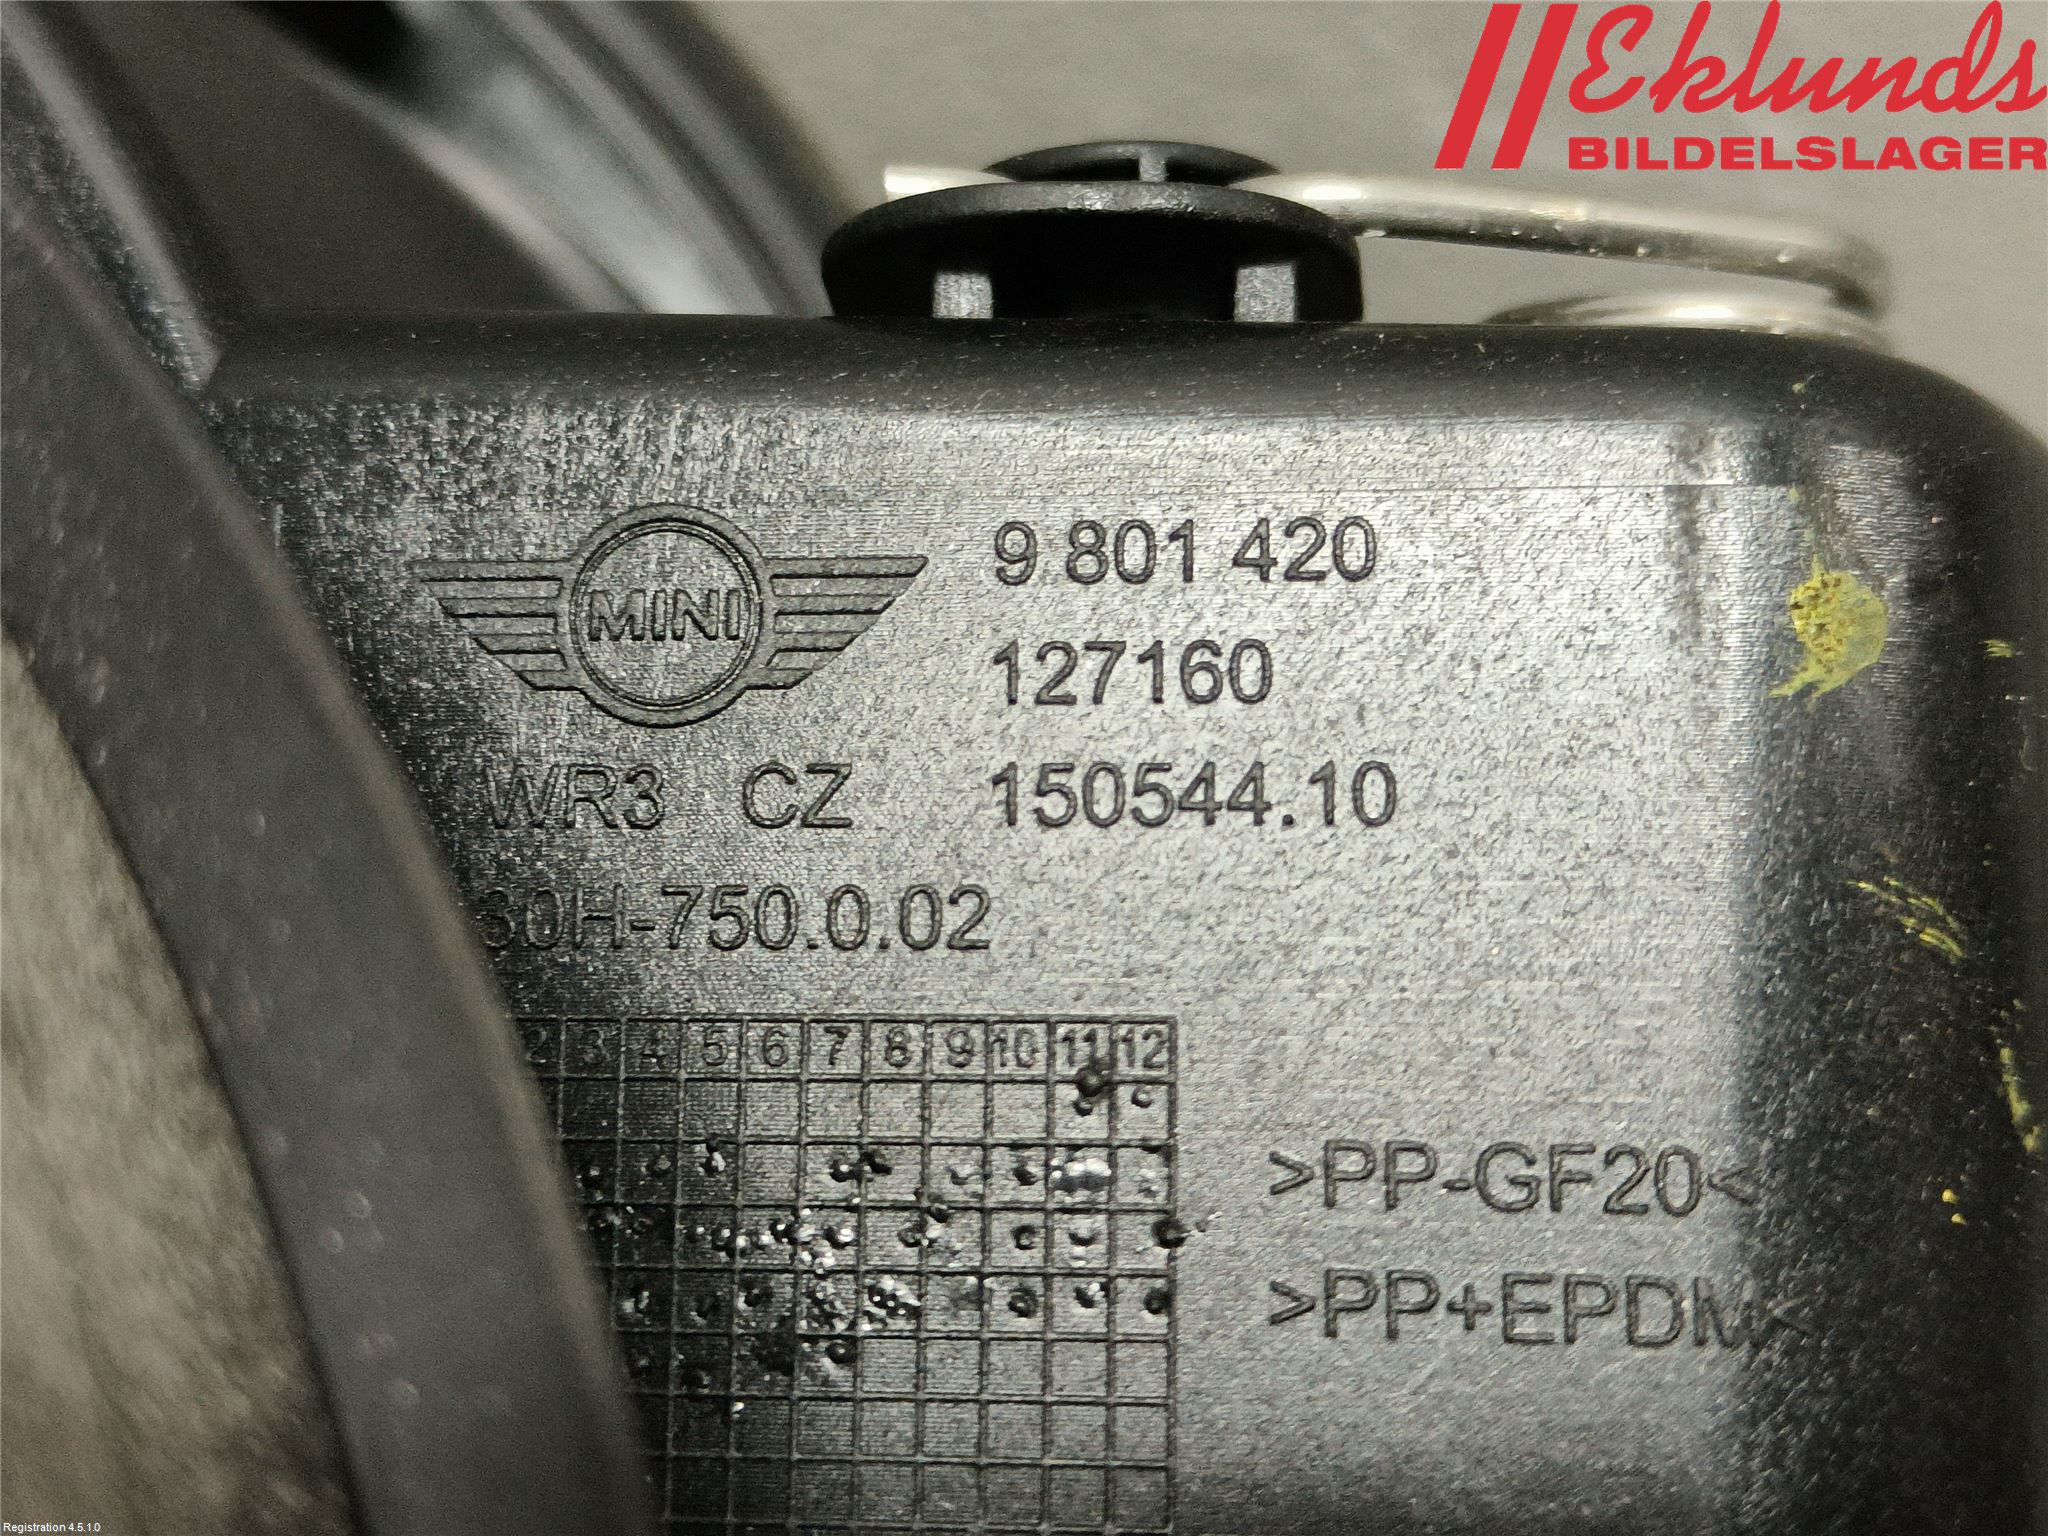 Eklunds
BILDELSLAGER
MINI
9 801 420
127160
WR3 CZ 150544.10
30H-750.0.02
2 3 4 5 6 7 8 9 10 11 12
>PP-GF20<
>PP+EPDM<
Registration 4.5.1.0